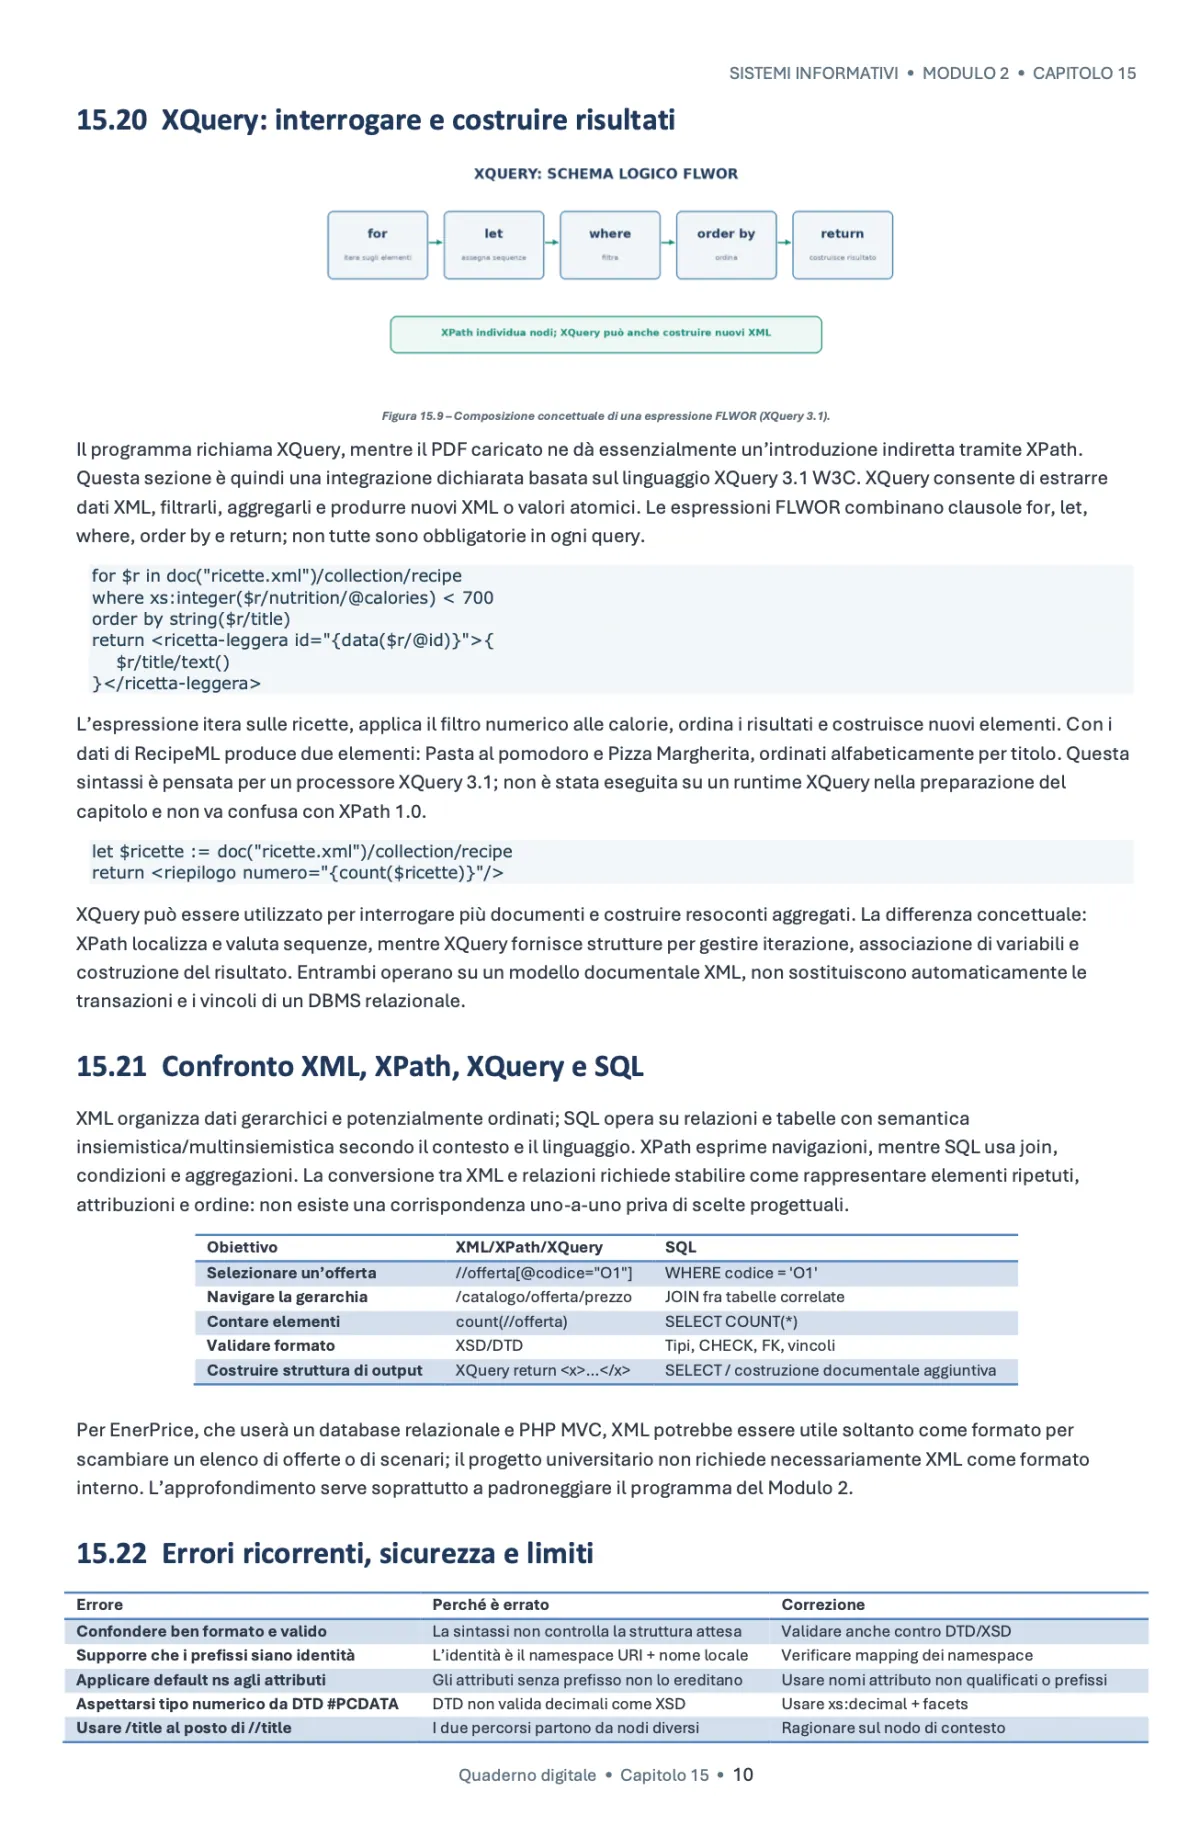 SISTEMI INFORMATIVI • MODULO 2 • CAPITOLO 15
15.20 XQuery: interrogare e costruire risultati
XQUERY: SCHEMA LOGICO FLWOR
for
itera sugli elementi
let
assegna sequenze
where
filtra
order by
ordina
return
costruisce risultato
XPath individua nodi; XQuery può anche costruire nuovi XML
Figura 15.9 – Composizione concettuale di una espressione FLWOR (XQuery 3.1).
Il programma richiama XQuery, mentre il PDF caricato ne dà essenzialmente un’introduzione indiretta tramite XPath.
Questa sezione è quindi una integrazione dichiarata basata sul linguaggio XQuery 3.1 W3C. XQuery consente di estrarre
dati XML, filtrarli, aggregarli e produrre nuovi XML o valori atomici. Le espressioni FLWOR combinano clausole for, let,
where, order by e return; non tutte sono obbligatorie in ogni query.
for $r in doc("ricette.xml")/collection/recipe
where xs:integer($r/nutrition/@calories) < 700
order by string($r/title)
return <ricetta-leggera id="{data($r/@id)}">{
$r/title/text()
}</ricetta-leggera>
L’espressione itera sulle ricette, applica il filtro numerico alle calorie, ordina i risultati e costruisce nuovi elementi. Con i
dati di RecipeML produce due elementi: Pasta al pomodoro e Pizza Margherita, ordinati alfabeticamente per titolo. Questa
sintassi è pensata per un processore XQuery 3.1; non è stata eseguita su un runtime XQuery nella preparazione del
capitolo e non va confusa con XPath 1.0.
let $ricette := doc("ricette.xml")/collection/recipe
return <riepilogo numero="{count($ricette)}"/>
XQuery può essere utilizzato per interrogare più documenti e costruire resoconti aggregati. La differenza concettuale:
XPath localizza e valuta sequenze, mentre XQuery fornisce strutture per gestire iterazione, associazione di variabili e
costruzione del risultato. Entrambi operano su un modello documentale XML, non sostituiscono automaticamente le
transazioni e i vincoli di un DBMS relazionale.
15.21 Confronto XML, XPath, XQuery e SQL
XML organizza dati gerarchici e potenzialmente ordinati; SQL opera su relazioni e tabelle con semantica
insiemistica/multinsiemistica secondo il contesto e il linguaggio. XPath esprime navigazioni, mentre SQL usa join,
condizioni e aggregazioni. La conversione tra XML e relazioni richiede stabilire come rappresentare elementi ripetuti,
attribuzioni e ordine: non esiste una corrispondenza uno-a-uno priva di scelte progettuali.
Obiettivo XML/XPath/XQuery SQL
Selezionare un’offerta //offerta[@codice="O1"] WHERE codice = 'O1'
Navigare la gerarchia /catalogo/offerta/prezzo JOIN fra tabelle correlate
Contare elementi count(//offerta) SELECT COUNT(*)
Validare formato XSD/DTD Tipi, CHECK, FK, vincoli
Costruire struttura di output XQuery return <x>...</x> SELECT / costruzione documentale aggiuntiva
Per EnerPrice, che userà un database relazionale e PHP MVC, XML potrebbe essere utile soltanto come formato per
scambiare un elenco di offerte o di scenari; il progetto universitario non richiede necessariamente XML come formato
interno. L’approfondimento serve soprattutto a padroneggiare il programma del Modulo 2.
15.22 Errori ricorrenti, sicurezza e limiti
Errore Perché è errato Correzione
Confondere ben formato e valido La sintassi non controlla la struttura attesa Validare anche contro DTD/XSD
Supporre che i prefissi siano identità L’identità è il namespace URI + nome locale Verificare mapping dei namespace
Applicare default ns agli attributi Gli attributi senza prefisso non lo ereditano Usare nomi attributo non qualificati o prefissi
Aspettarsi tipo numerico da DTD #PCDATA DTD non valida decimali come XSD Usare xs:decimal + facets
Usare /title al posto di //title I due percorsi partono da nodi diversi Ragionare sul nodo di contesto
Quaderno digitale • Capitolo 15 • 10